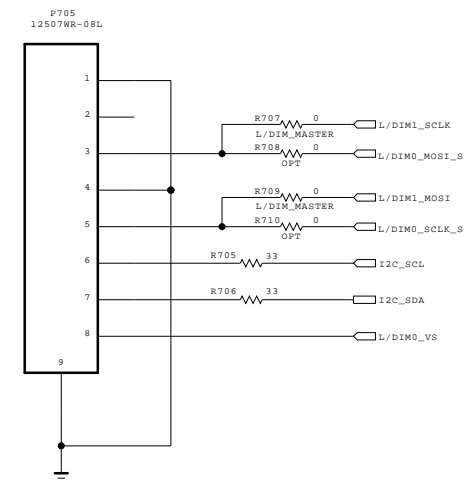 P705
12507WR-08L
1
2
R707 0 L/DIM1_SCLK
L/DIM_MASTER
3 R708 0 L/DIM0_MOSI_S
OPT
4 R709 0 L/DIM1_MOSI
L/DIM_MASTER
5 R710 0 L/DIM0_SCLK_S
OPT
6 R705 33 I2C_SCL
7 R706 33 I2C_SDA
8 L/DIM0_VS
9